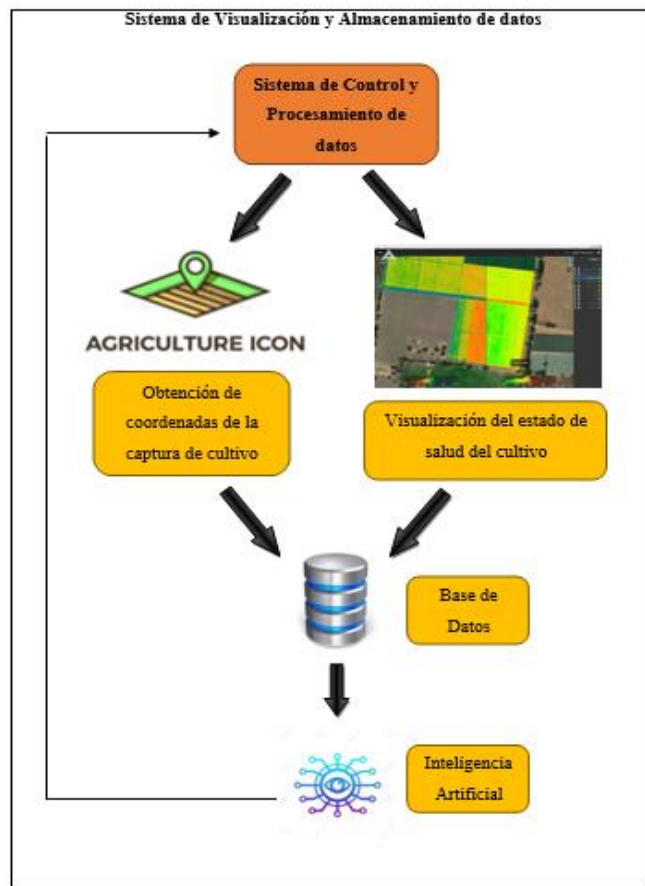 Sistema de Visualización y Almacenamiento de datos
Sistema de Control y
Procesamiento de
datos
AGRICULTURE ICON
Obtención de
coordenadas de la
captura de cultivo
Visualización del estado de
salud del cultivo
Base de
Datos
Inteligencia
Artificial